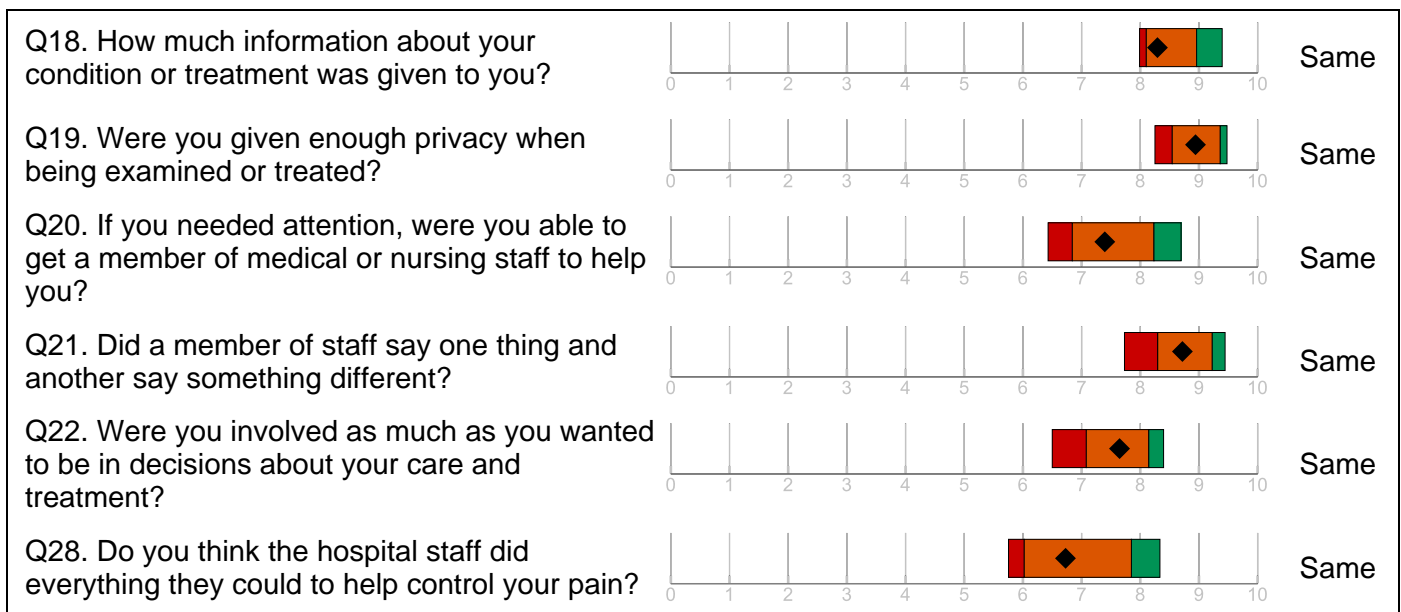 Q18. How much information about your
condition or treatment was given to you?
0 1 2 3 4 5 6 7 8 9 10
Same
Q19. Were you given enough privacy when
being examined or treated?
0 1 2 3 4 5 6 7 8 9 10
Same
Q20. If you needed attention, were you able to
get a member of medical or nursing staff to help
you?
0 1 2 3 4 5 6 7 8 9 10
Same
Q21. Did a member of staff say one thing and
another say something different?
0 1 2 3 4 5 6 7 8 9 10
Same
Q22. Were you involved as much as you wanted
to be in decisions about your care and
treatment?
0 1 2 3 4 5 6 7 8 9 10
Same
Q28. Do you think the hospital staff did
everything they could to help control your pain?
0 1 2 3 4 5 6 7 8 9 10
Same